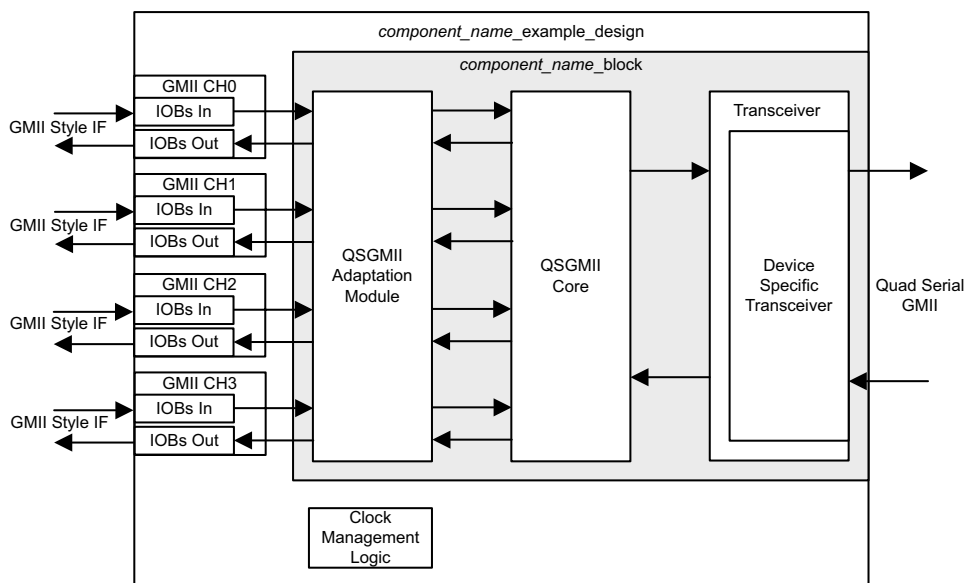 component_name_example_design
component_name_block
GMII CH0
IOBs In
GMII Style IF
IOBs Out
GMII CH1
IOBs In
GMII Style IF
IOBs Out
GMII CH2
IOBs In
GMII Style IF
IOBs Out
GMII CH3
IOBs In
GMII Style IF
IOBs Out
QSGMII
Adaptation
Module
QSGMII
Core
Transceiver
Device
Specific
Transceiver
Quad Serial
GMII
Clock
Management
Logic